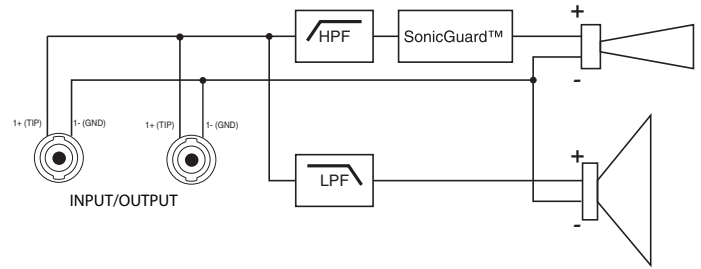 +
HPF
SonicGuard™
-
1+ (TIP)
1- (GND)
1+ (TIP)
1- (GND)
+
LPF
INPUT/OUTPUT
-